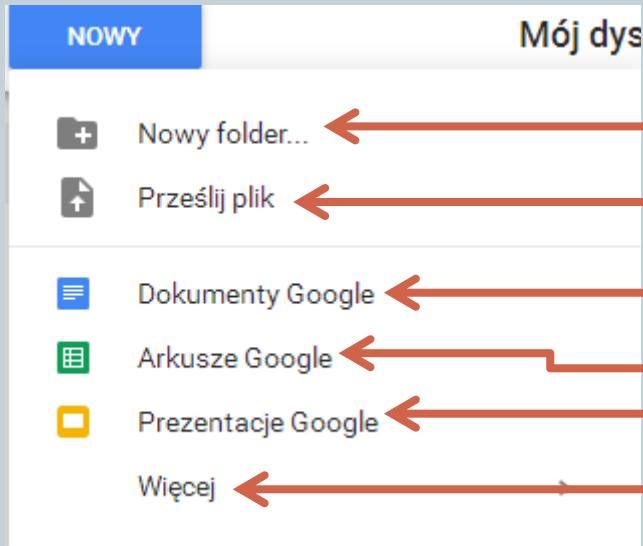 NOWY Mój dys
Nowy folder...
Prześlij plik
Dokumenty Google
Arkusze Google
Prezentacje Google
Więcej